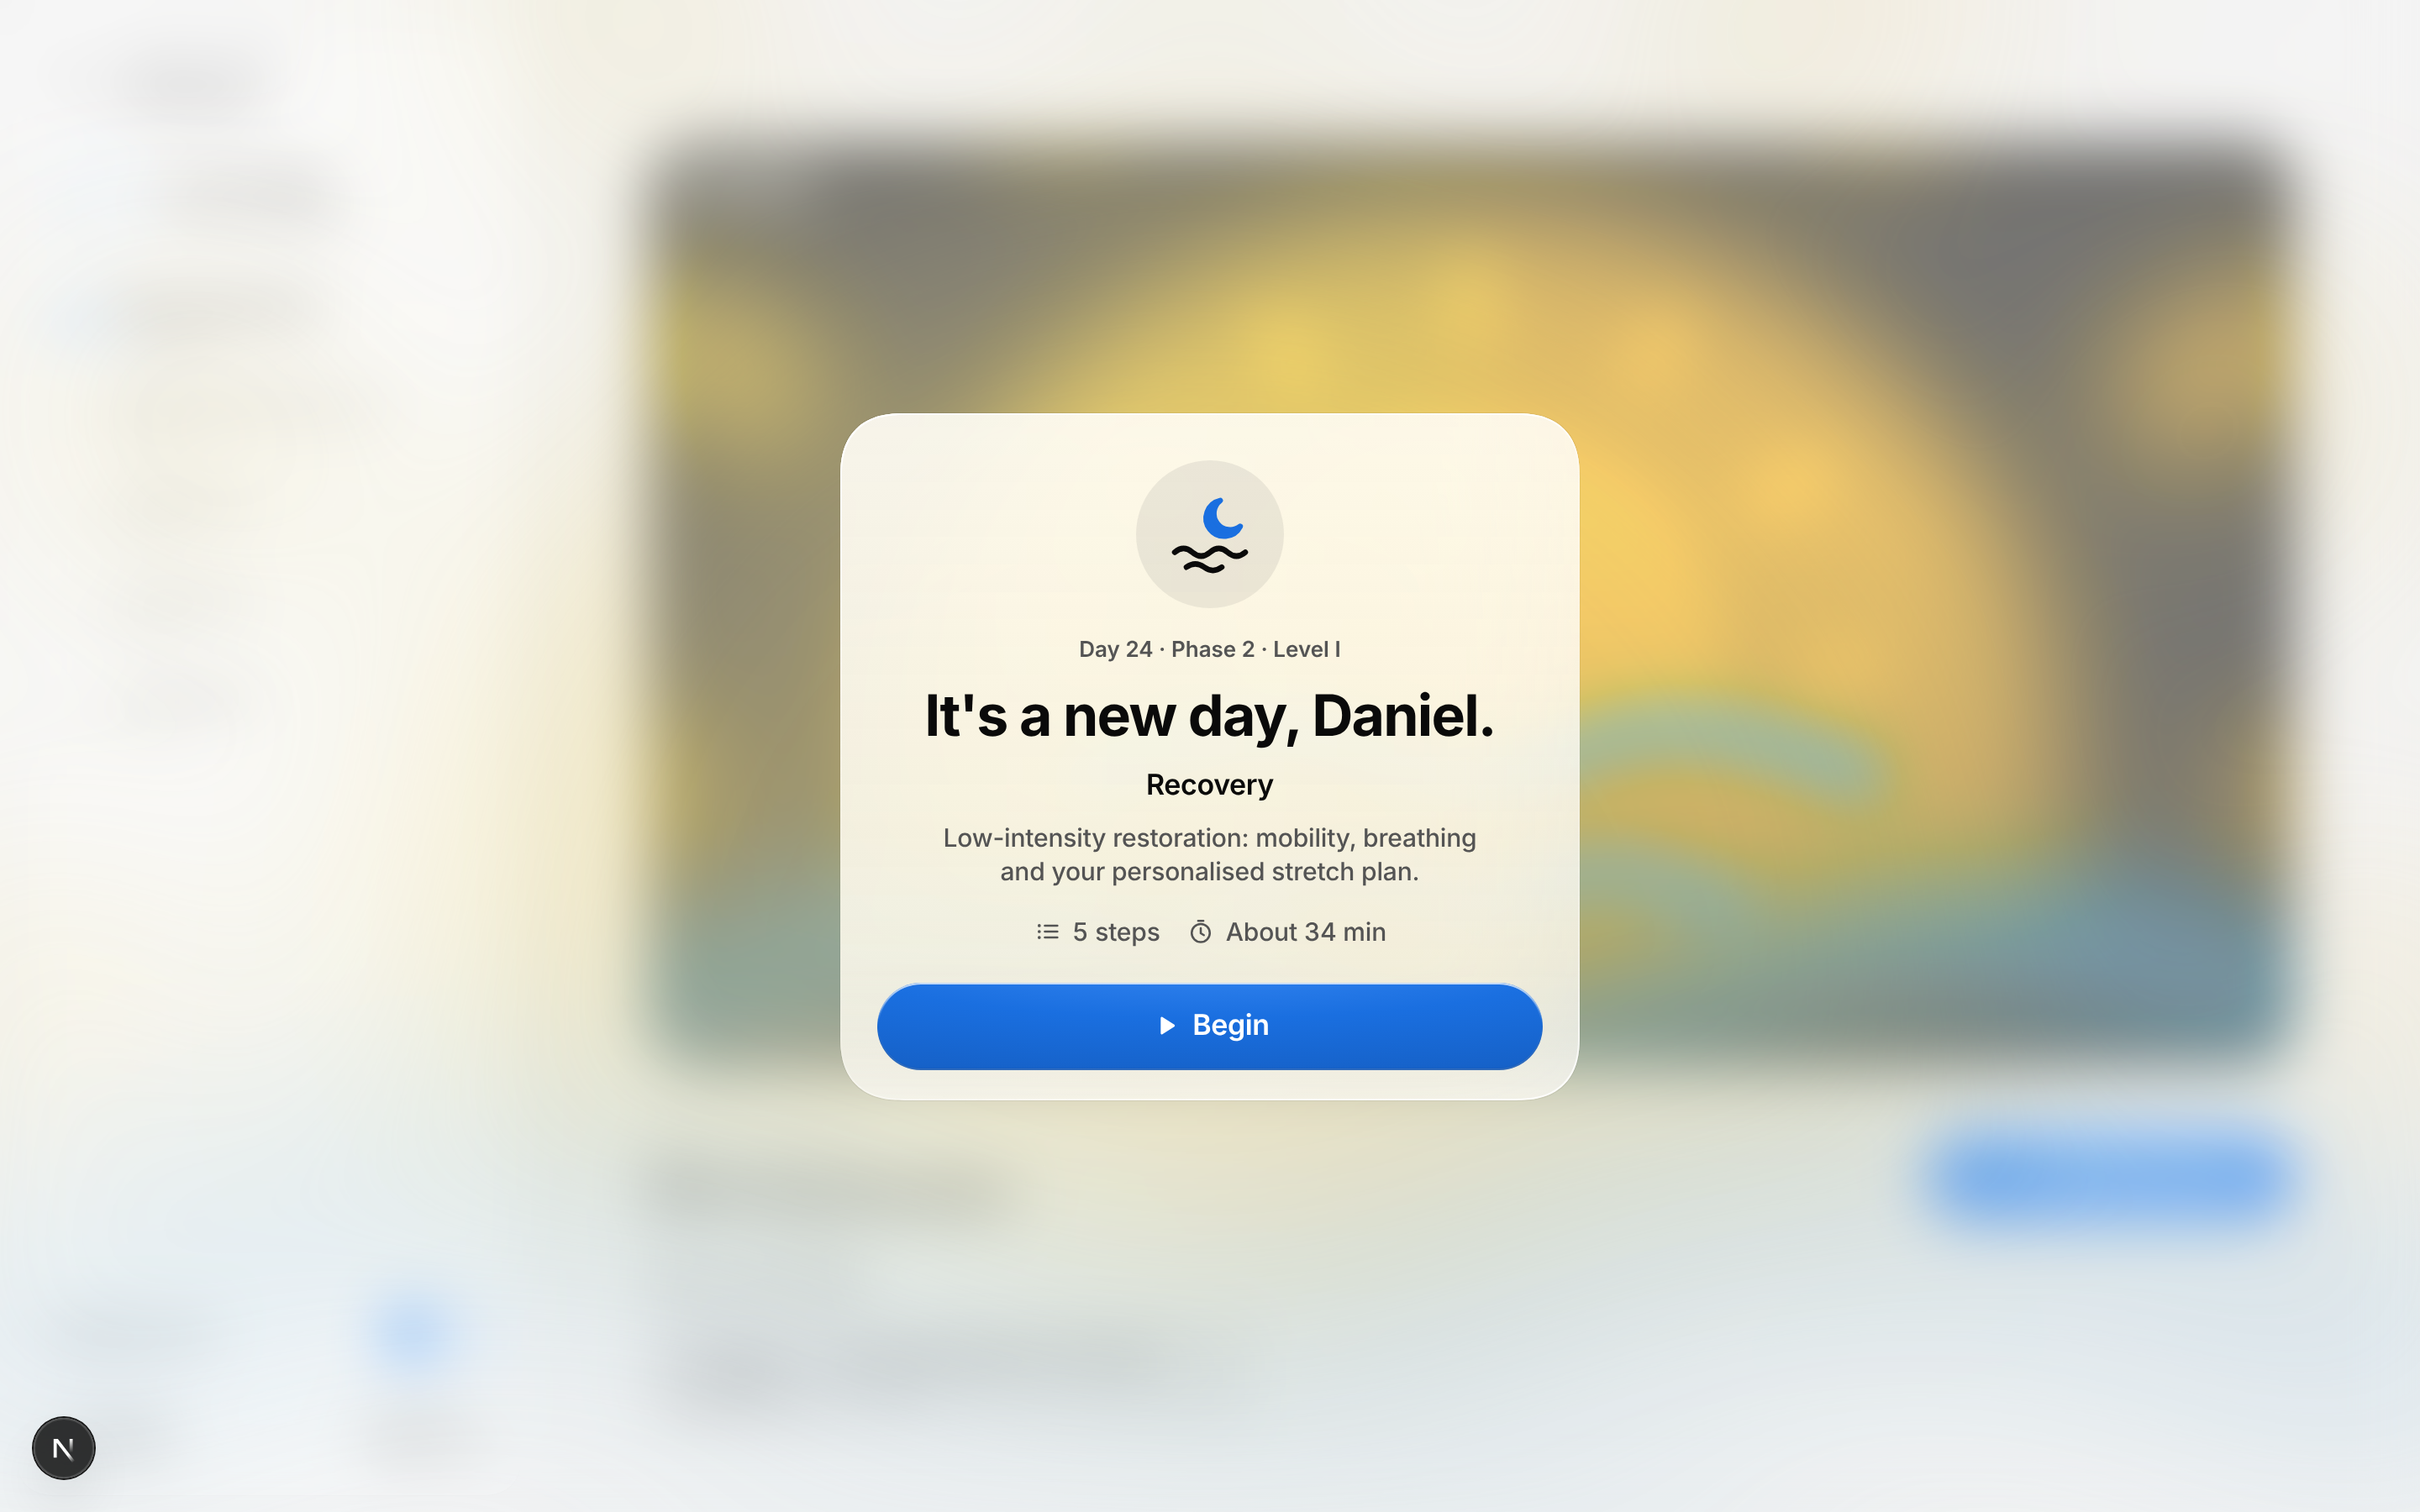 Day 24 · Phase 2 · Level I
It's a new day, Daniel.
Recovery
Low-intensity restoration: mobility, breathing
and your personalised stretch plan.
5 steps About 34 min
Begin
N